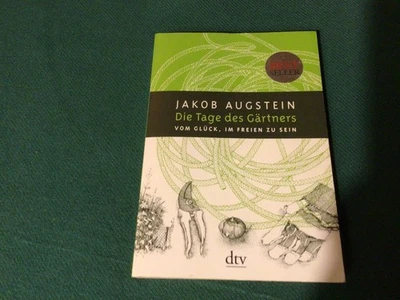 JAKOB AUGSTEIN
Die Tage des Gärtners
VOM GLÜCK, IM FREIEN ZU SEIN
dtv